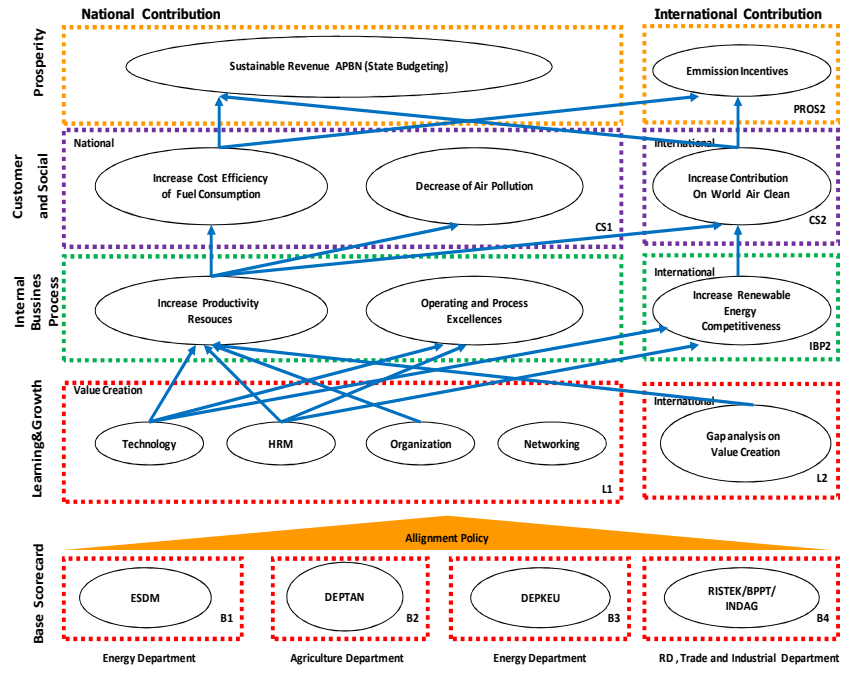 National Contribution
International Contribution
Prosperity
Sustainable Revenue APBN (State Budgeting)
Emmission Incentives
PROS2
Customer
and Social
National
Increase Cost Efficiency
of Fuel Consumption
Decrease of Air Pollution
CS1
International
Increase Contribution
On World Air Clean
CS2
Internal
Bussines
Process
Increase Productivity
Resouces
Operating and Process
Excellences
International
Increase Renewable
Energy
Competitiveness
IBP2
Learning&Growth
Value Creation
Technology
HRM
Organization
Networking
L1
International
Gap analysis on
Value Creation
L2
Allignment Policy
Base Scorecard
ESDM
B1
DEPTAN
B2
DEPKEU
B3
RISTEK/BPPT/
INDAG
B4
Energy Department
Agriculture Department
Energy Department
RD , Trade and Industrial Department